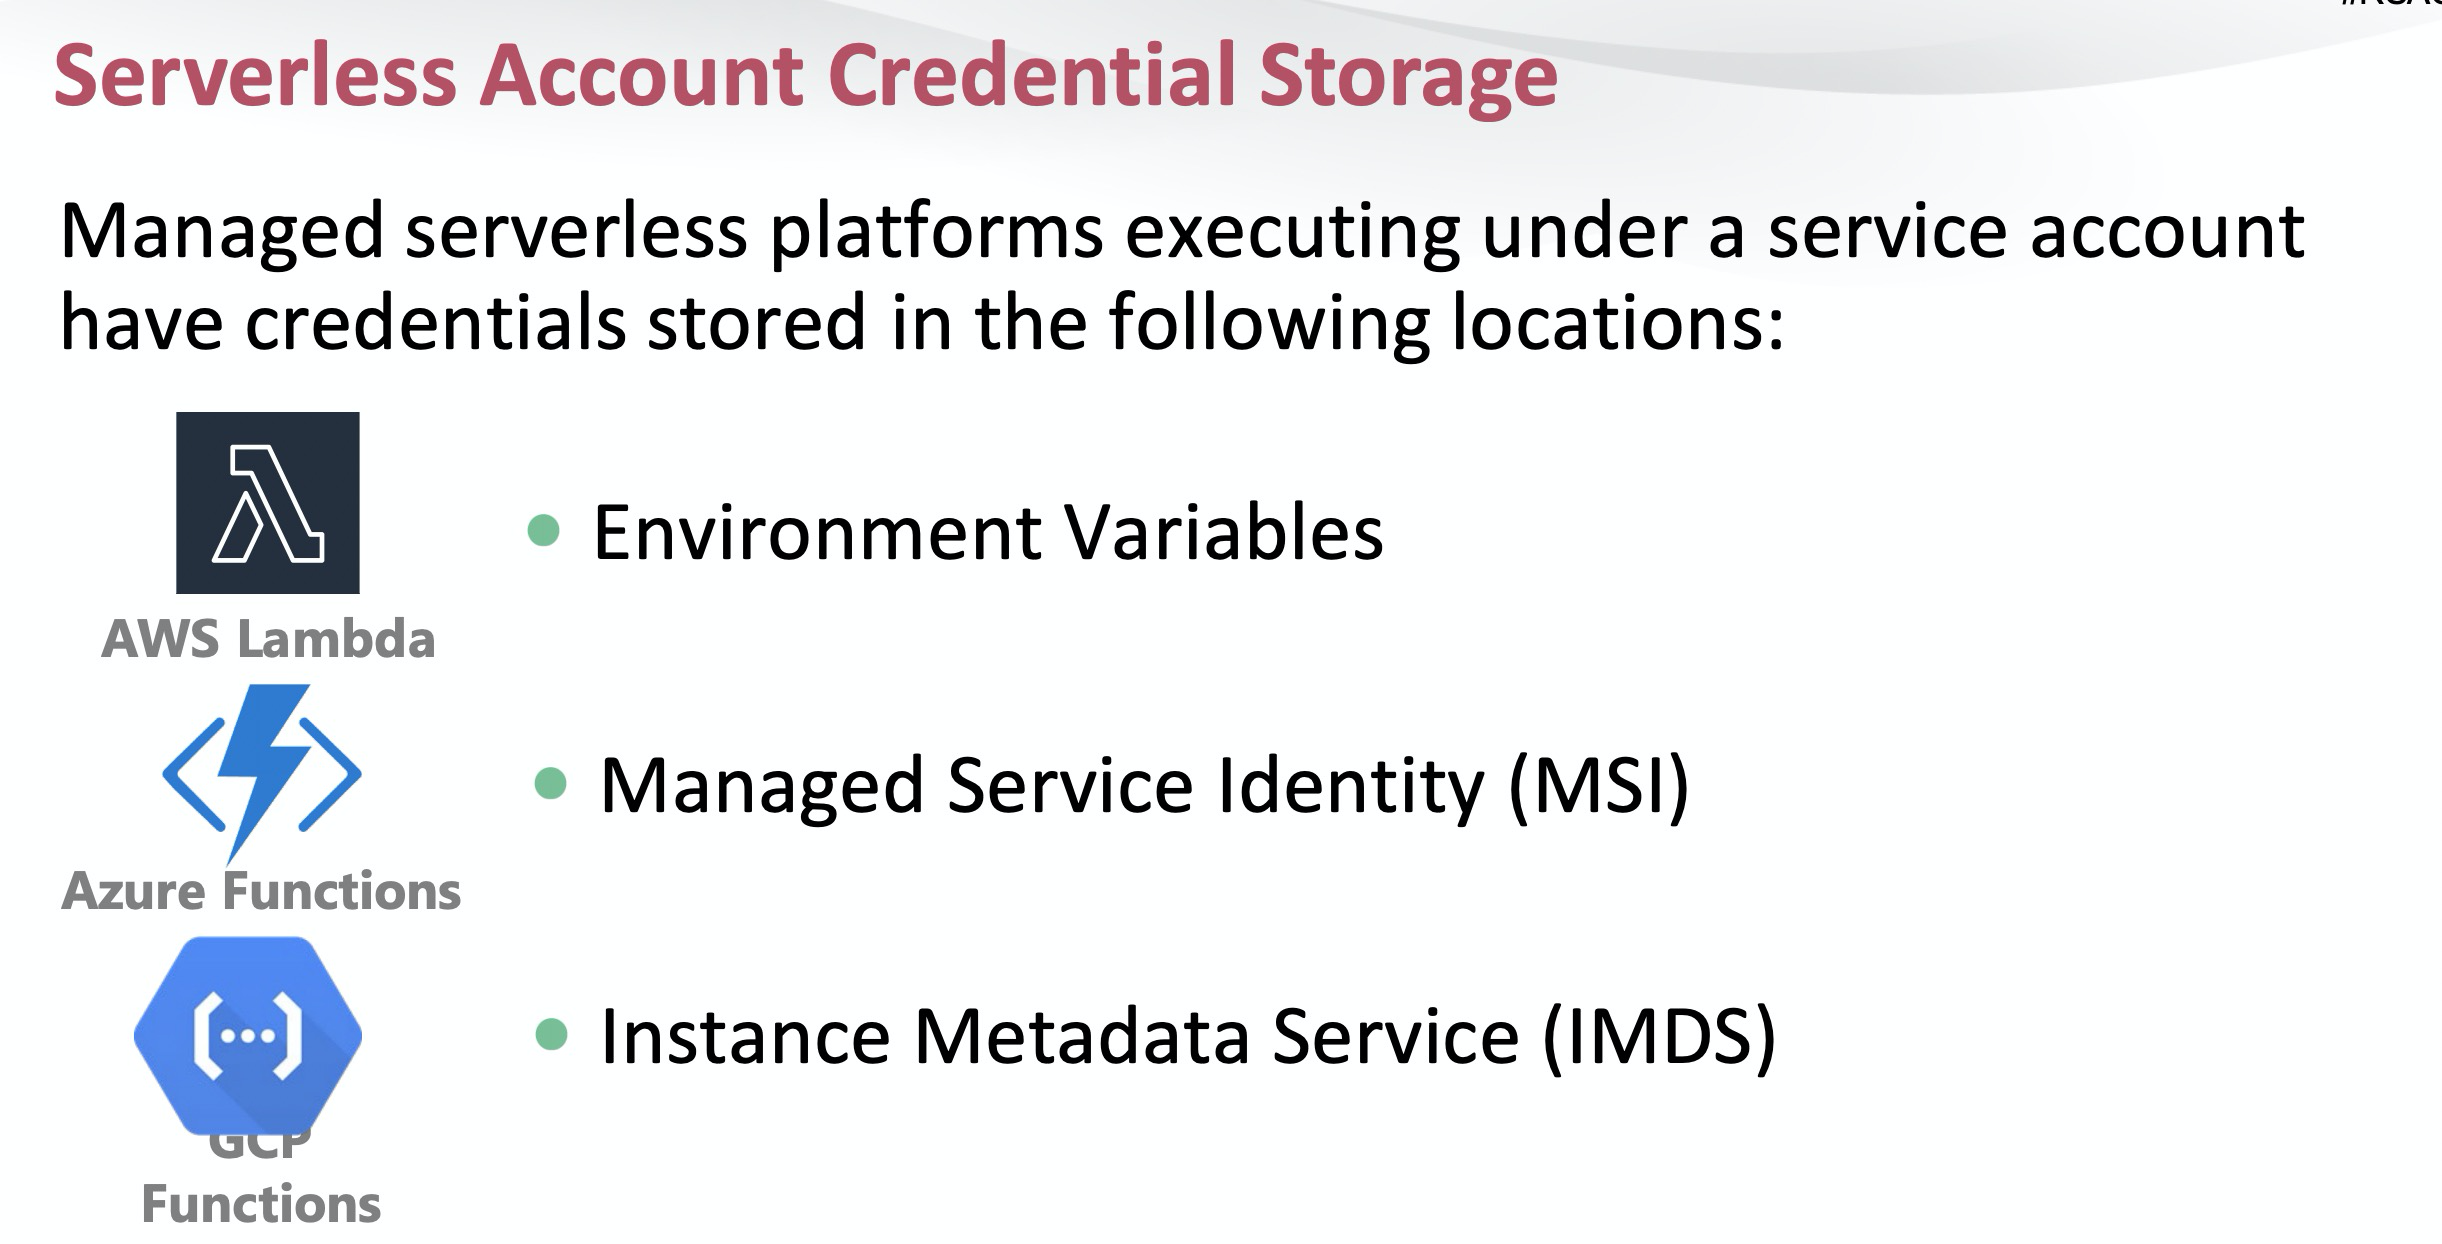 Serverless Account Credential Storage
Managed serverless platforms executing under a service account
have credentials stored in the following locations:
AWS Lambda
• Environment Variables
Azure Functions
• Managed Service Identity (MSI)
GCP
Functions
• Instance Metadata Service (IMDS)